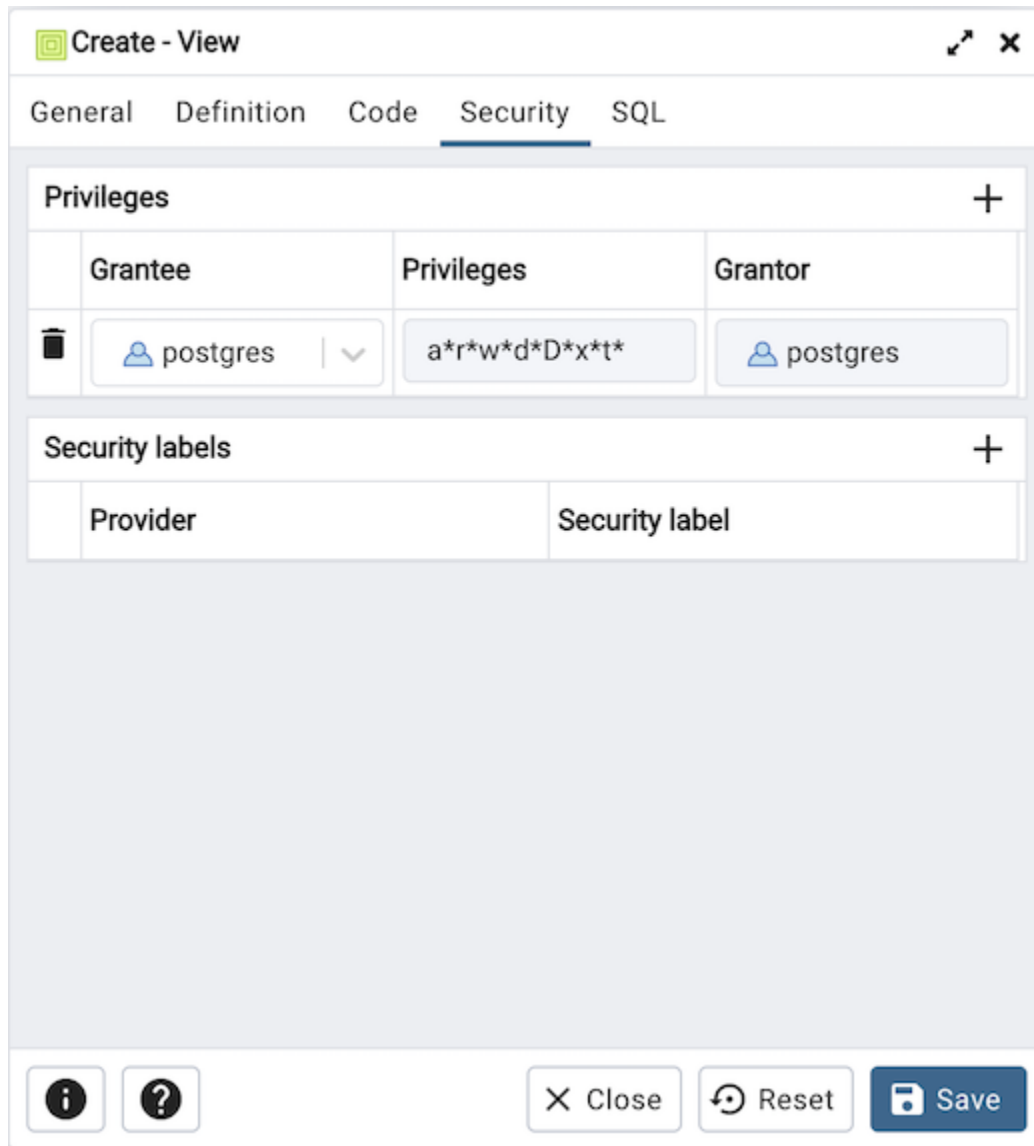 Create - View
General Definition Code Security SQL
Privileges
Grantee Privileges Grantor
postgres a*r*w*d*D*x*t* postgres
Security labels
Provider Security label
Close Reset Save